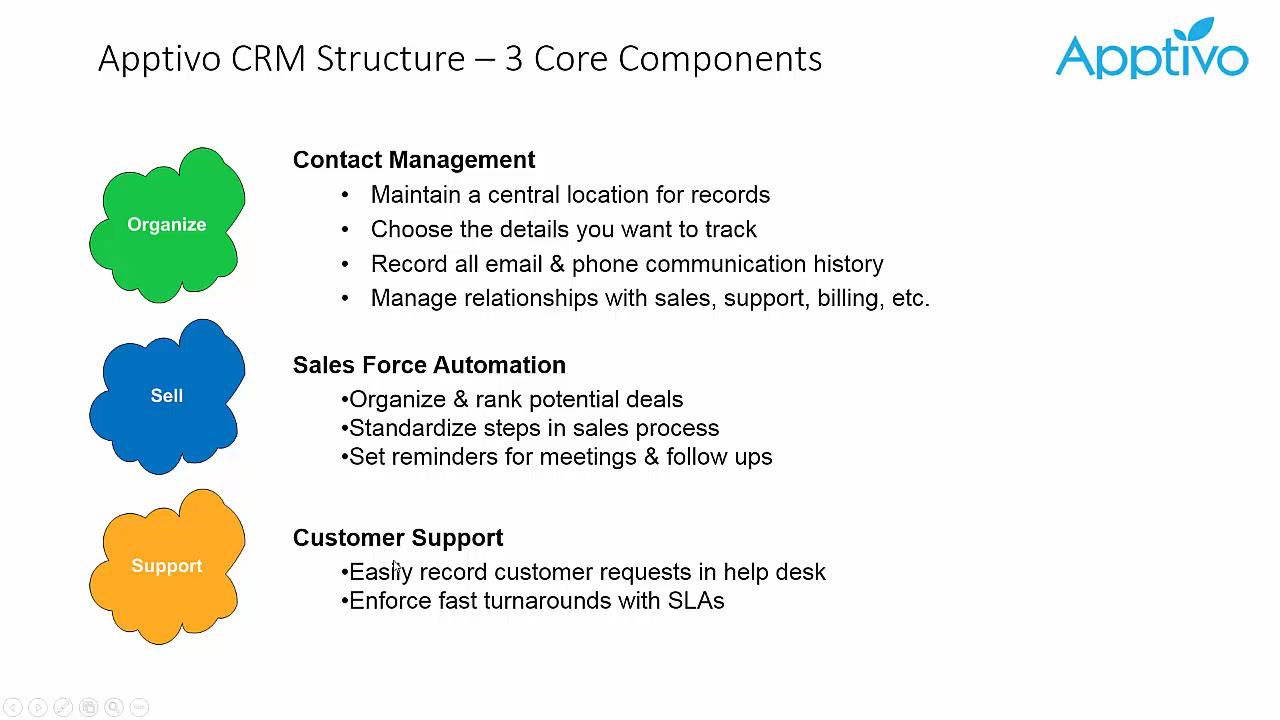 Apptivo CRM Structure – 3 Core Components
Apptivo
Organize
Contact Management
• Maintain a central location for records
• Choose the details you want to track
• Record all email & phone communication history
• Manage relationships with sales, support, billing, etc.
Sell
Sales Force Automation
•Organize & rank potential deals
•Standardize steps in sales process
•Set reminders for meetings & follow ups
Support
Customer Support
•Easily record customer requests in help desk
•Enforce fast turnarounds with SLAs